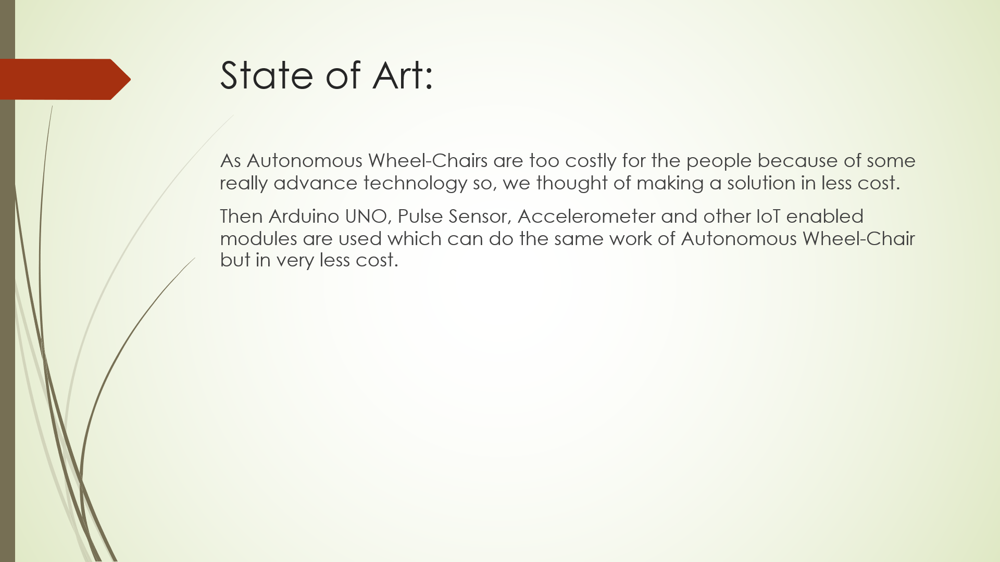 State of Art:
As Autonomous Wheel-Chairs are too costly for the people because of some
really advance technology so, we thought of making a solution in less cost.
Then Arduino UNO, Pulse Sensor, Accelerometer and other IoT enabled
modules are used which can do the same work of Autonomous Wheel-Chair
but in very less cost.